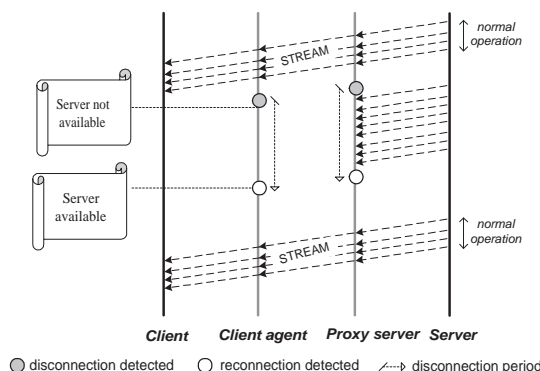 normal
operation
STREAM
Server not
available
Server
available
normal
operation
STREAM
Client
Client agent
Proxy server
Server
disconnection detected
reconnection detected
disconnection period